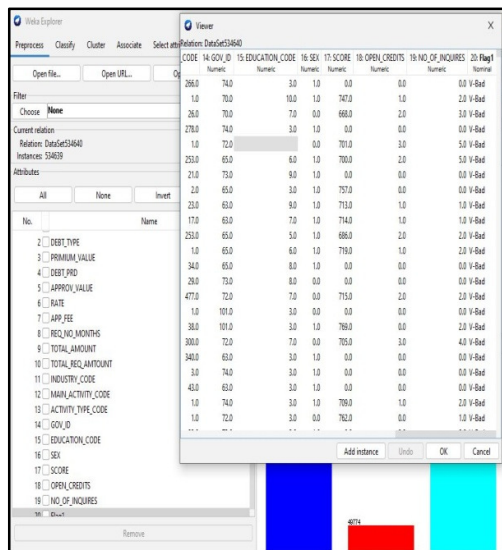 Weka Explorer
Preprocess Classify Cluster Associate Select attri
Open file... Open URL... Op
Filter
Choose None
Current relation
Relation: DataSet534640
Instances: 534639
Attributes
All None Invert
No. Name
2 DEBT_TYPE
3 PRIMIUM_VALUE
4 DEBT_PRD
5 APPROV_VALUE
6 RATE
7 APP_FEE
8 REQ_NO_MONTHS
9 TOTAL_AMOUNT
10 TOTAL_REQ_AMTOUNT
11 INDUSTRY_CODE
12 MAIN_ACTIVITY_CODE
13 ACTIVITY_TYPE_CODE
14 GOV_ID
15 EDUCATION_CODE
16 SEX
17 SCORE
18 OPEN_CREDITS
19 NO_OF_INQUIRES
20 Flag1
Remove
Viewer
Relation: DataSet534640
CODE 14: GOV_ID 15: EDUCATION_CODE 16: SEX 17: SCORE 18: OPEN_CREDITS 19: NO_OF_INQUIRES 20: Flag1
Numeric Numeric Numeric Numeric Numeric Numeric Nominal
266.0 74.0 3.0 1.0 0.0 0.0 0.0 V-Bad
1.0 70.0 10.0 1.0 747.0 1.0 2.0 V-Bad
26.0 70.0 7.0 0.0 668.0 2.0 3.0 V-Bad
278.0 74.0 3.0 1.0 0.0 0.0 0.0 V-Bad
1.0 72.0 0.0 701.0 3.0 5.0 V-Bad
253.0 65.0 6.0 1.0 700.0 2.0 5.0 V-Bad
21.0 73.0 9.0 1.0 0.0 0.0 0.0 V-Bad
2.0 65.0 3.0 1.0 757.0 0.0 0.0 V-Bad
23.0 63.0 9.0 1.0 713.0 1.0 1.0 V-Bad
17.0 63.0 7.0 1.0 714.0 1.0 1.0 V-Bad
253.0 65.0 5.0 1.0 686.0 2.0 2.0 V-Bad
1.0 65.0 6.0 1.0 719.0 1.0 2.0 V-Bad
34.0 65.0 8.0 1.0 0.0 0.0 0.0 V-Bad
29.0 73.0 8.0 0.0 0.0 0.0 0.0 V-Bad
477.0 72.0 7.0 0.0 715.0 2.0 2.0 V-Bad
1.0 101.0 3.0 0.0 0.0 0.0 0.0 V-Bad
38.0 101.0 3.0 1.0 769.0 0.0 2.0 V-Bad
300.0 72.0 7.0 0.0 705.0 3.0 4.0 V-Bad
340.0 63.0 3.0 1.0 0.0 0.0 0.0 V-Bad
3.0 74.0 3.0 1.0 0.0 0.0 0.0 V-Bad
43.0 63.0 3.0 1.0 0.0 0.0 0.0 V-Bad
1.0 74.0 3.0 1.0 709.0 1.0 2.0 V-Bad
1.0 72.0 3.0 0.0 762.0 0.0 1.0 V-Bad
Add instance Undo OK Cancel
49774